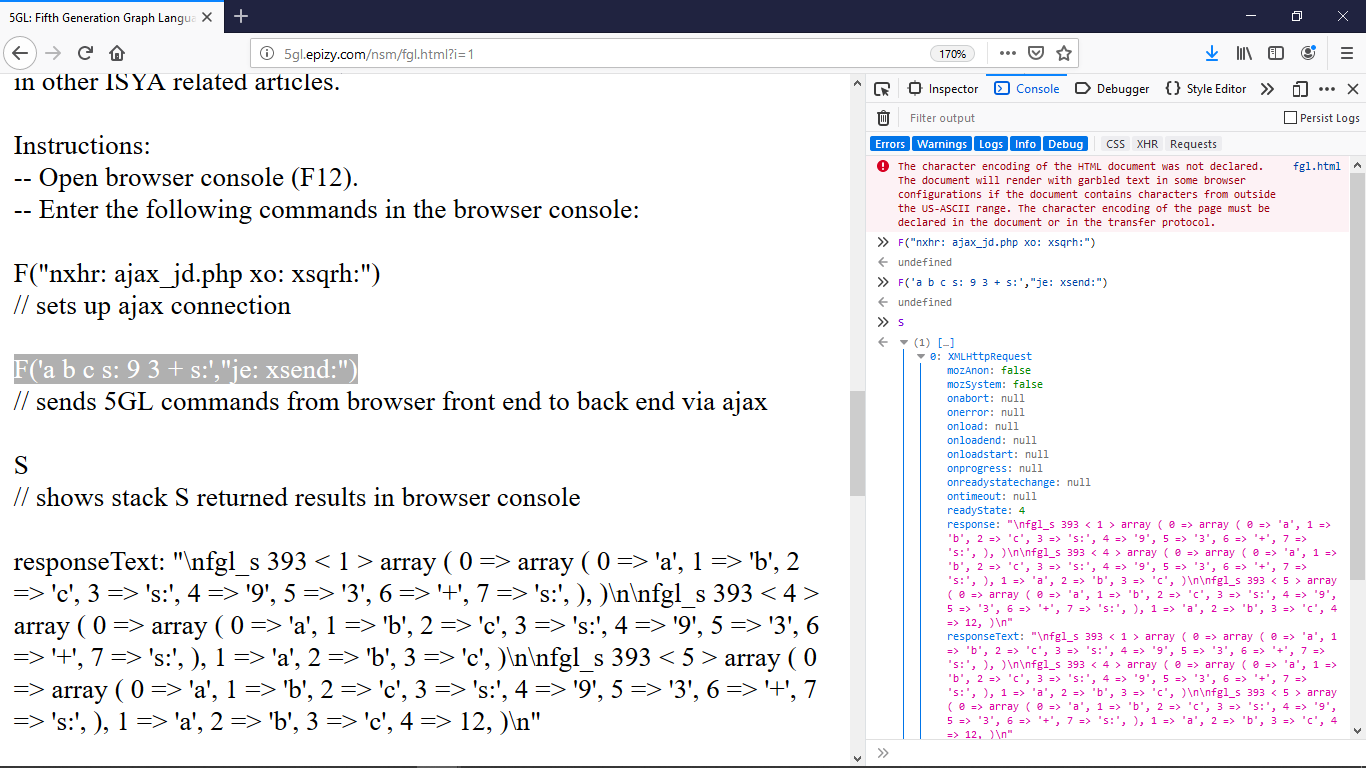 5GL: Fifth Generation Graph Langua
5gl.epizy.com/nsm/fgl.html?i=1
170%
in other ISYA related articles.
Instructions:
-- Open browser console (F12).
-- Enter the following commands in the browser console:
F("nxhr: ajax_jd.php xo: xsqrh:")
// sets up ajax connection
F('a b c s: 9 3 + s:',"je: xsend:")
// sends 5GL commands from browser front end to back end via ajax
S
// shows stack S returned results in browser console
responseText: "\nfgl_s 393 < 1 > array ( 0 => array ( 0 => 'a', 1 => 'b', 2
=> 'c', 3 => 's:', 4 => '9', 5 => '3', 6 => '+', 7 => 's:', ), )\n\nfgl_s 393 < 4 >
array ( 0 => array ( 0 => 'a', 1 => 'b', 2 => 'c', 3 => 's:', 4 => '9', 5 => '3', 6
=> '+', 7 => 's:', ), 1 => 'a', 2 => 'b', 3 => 'c', )\n\nfgl_s 393 < 5 > array ( 0
=> array ( 0 => 'a', 1 => 'b', 2 => 'c', 3 => 's:', 4 => '9', 5 => '3', 6 => '+', 7
=> 's:', ), 1 => 'a', 2 => 'b', 3 => 'c', 4 => 12, )\n"
Inspector Console Debugger Style Editor
Filter output
Persist Logs
Errors Warnings Logs Info Debug CSS XHR Requests
The character encoding of the HTML document was not declared. fgl.html
The document will render with garbled text in some browser
configurations if the document contains characters from outside
the US-ASCII range. The character encoding of the page must be
declared in the document or in the transfer protocol.
F("nxhr: ajax_jd.php xo: xsqrh:")
undefined
F('a b c s: 9 3 + s:',"je: xsend:")
undefined
S
(1) […]
0: XMLHttpRequest
mozAnon: false
mozSystem: false
onabort: null
onerror: null
onload: null
onloadend: null
onloadstart: null
onprogress: null
onreadystatechange: null
ontimeout: null
readyState: 4
response: "\nfgl_s 393 < 1 > array ( 0 => array ( 0 => 'a', 1 =>
'b', 2 => 'c', 3 => 's:', 4 => '9', 5 => '3', 6 => '+', 7 =>
's:', ), )\n\nfgl_s 393 < 4 > array ( 0 => array ( 0 => 'a', 1 =>
'b', 2 => 'c', 3 => 's:', 4 => '9', 5 => '3', 6 => '+', 7 =>
's:', ), 1 => 'a', 2 => 'b', 3 => 'c', )\n\nfgl_s 393 < 5 > array
( 0 => array ( 0 => 'a', 1 => 'b', 2 => 'c', 3 => 's:', 4 => '9',
5 => '3', 6 => '+', 7 => 's:', ), 1 => 'a', 2 => 'b', 3 => 'c', 4
=> 12, )\n"
responseText: "\nfgl_s 393 < 1 > array ( 0 => array ( 0 => 'a', 1
=> 'b', 2 => 'c', 3 => 's:', 4 => '9', 5 => '3', 6 => '+', 7 =>
's:', ), )\n\nfgl_s 393 < 4 > array ( 0 => array ( 0 => 'a', 1 =>
'b', 2 => 'c', 3 => 's:', 4 => '9', 5 => '3', 6 => '+', 7 =>
's:', ), 1 => 'a', 2 => 'b', 3 => 'c', )\n\nfgl_s 393 < 5 > array
( 0 => array ( 0 => 'a', 1 => 'b', 2 => 'c', 3 => 's:', 4 => '9',
5 => '3', 6 => '+', 7 => 's:', ), 1 => 'a', 2 => 'b', 3 => 'c', 4
=> 12, )\n"